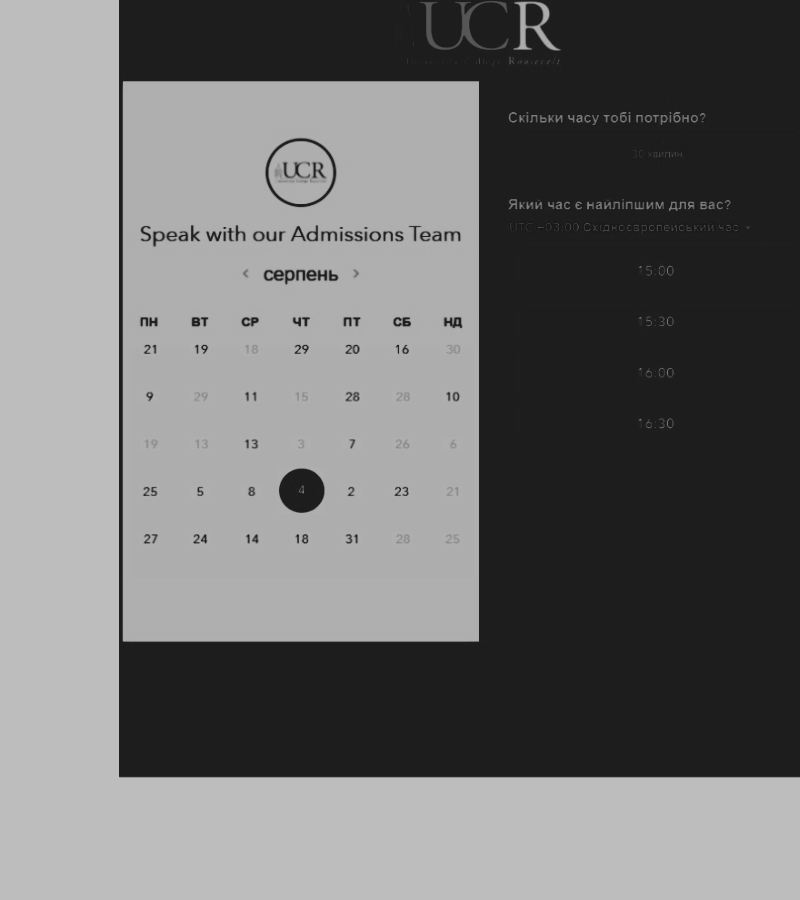 UCR
Roosevelt
UCR
Speak with our Admissions Team
‹ серпень ›
ПН ВТ СР ЧТ ПТ СБ НД
21 19 18 29 20 16 30
9 29 11 15 28 28 10
19 13 13 3 7 26 6
25 5 8 4 2 23 21
27 24 14 18 31 28 25
Скільки часу тобі потрібно?
30 хвилин
Який час є найліпшим для вас?
UTC +03:00 Східноєвропейський час
15:00
15:30
16:00
16:30